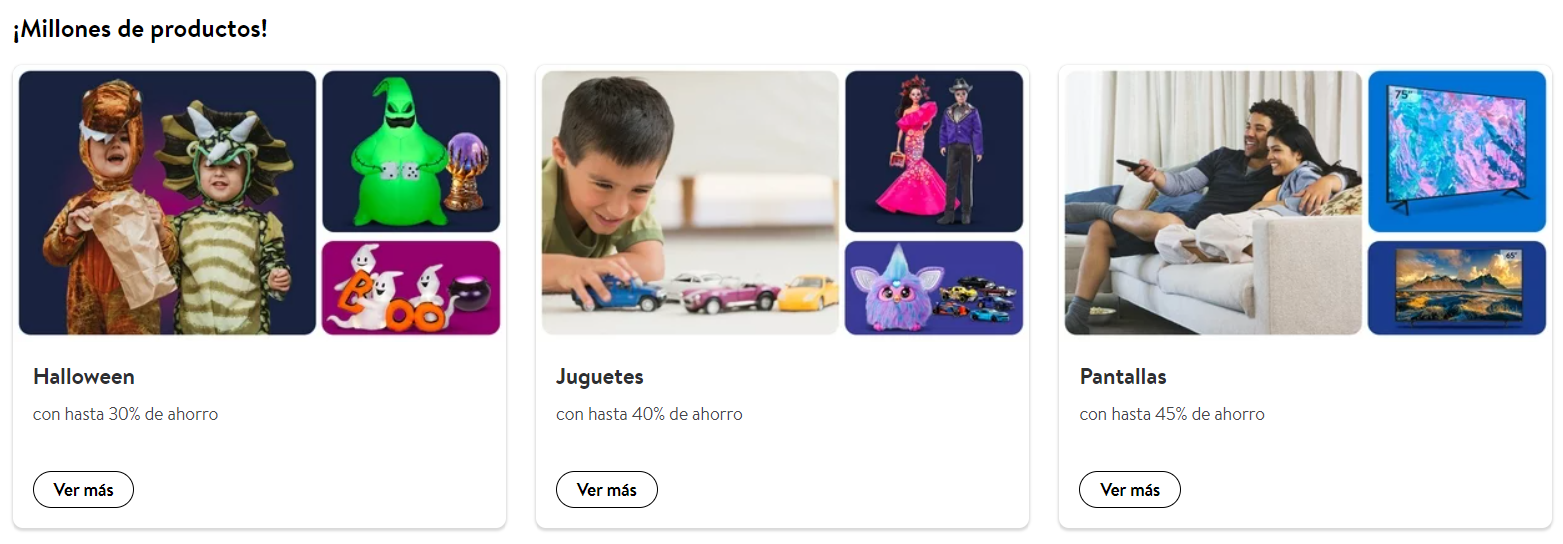 ¡Millones de productos!
BOO
75"
65"
Halloween
con hasta 30% de ahorro
Ver más
Juguetes
con hasta 40% de ahorro
Ver más
Pantallas
con hasta 45% de ahorro
Ver más